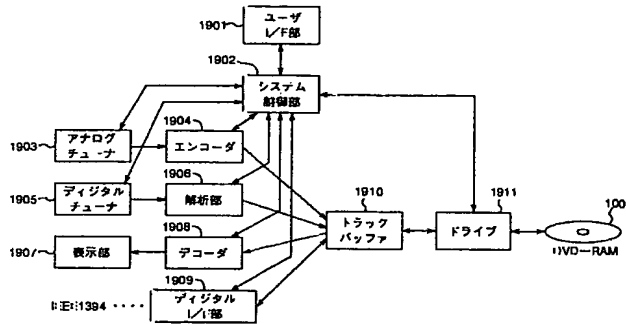 1901
ユーザ
I/F部
1902
システム
制御部
1903
アナログ
チューナ
1904
エンコーダ
1905
ディジタル
チューナ
1906
解析部
1907
表示部
1908
デコーダ
1909
ディジタル
I/F部
IEEE1394
1910
トラック
バッファ
1911
ドライブ
100
DVD-RAM